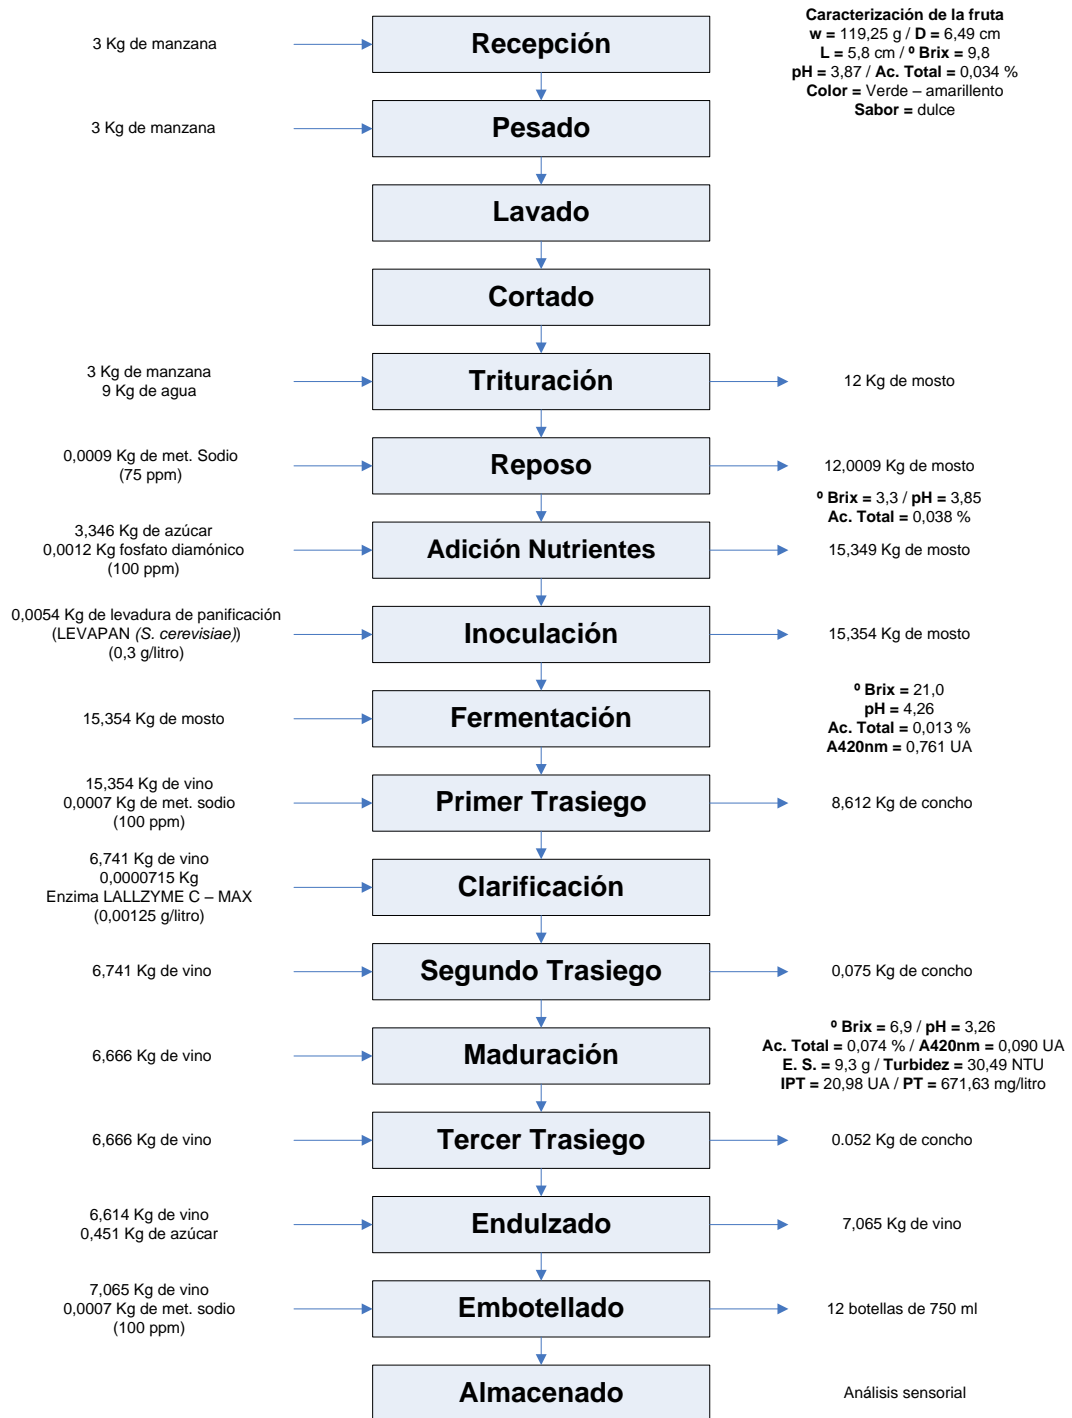 3 Kg de manzana
Recepción
Caracterización de la fruta
w = 119,25 g / D = 6,49 cm
L = 5,8 cm / º Brix = 9,8
pH = 3,87 / Ac. Total = 0,034 %
Color = Verde – amarillento
Sabor = dulce
3 Kg de manzana
Pesado
Lavado
Cortado
3 Kg de manzana
9 Kg de agua
Trituración
12 Kg de mosto
0,0009 Kg de met. Sodio
(75 ppm)
Reposo
12,0009 Kg de mosto
º Brix = 3,3 / pH = 3,85
Ac. Total = 0,038 %
3,346 Kg de azúcar
0,0012 Kg fosfato diamónico
(100 ppm)
Adición Nutrientes
15,349 Kg de mosto
0,0054 Kg de levadura de panificación
(LEVAPAN (S. cerevisiae))
(0,3 g/litro)
Inoculación
15,354 Kg de mosto
15,354 Kg de mosto
Fermentación
º Brix = 21,0
pH = 4,26
Ac. Total = 0,013 %
A420nm = 0,761 UA
15,354 Kg de vino
0,0007 Kg de met. sodio
(100 ppm)
Primer Trasiego
8,612 Kg de concho
6,741 Kg de vino
0,0000715 Kg
Enzima LALLZYME C – MAX
(0,00125 g/litro)
Clarificación
6,741 Kg de vino
Segundo Trasiego
0,075 Kg de concho
6,666 Kg de vino
Maduración
º Brix = 6,9 / pH = 3,26
Ac. Total = 0,074 % / A420nm = 0,090 UA
E. S. = 9,3 g / Turbidez = 30,49 NTU
IPT = 20,98 UA / PT = 671,63 mg/litro
6,666 Kg de vino
Tercer Trasiego
0.052 Kg de concho
6,614 Kg de vino
0,451 Kg de azúcar
Endulzado
7,065 Kg de vino
7,065 Kg de vino
0,0007 Kg de met. sodio
(100 ppm)
Embotellado
12 botellas de 750 ml
Almacenado
Análisis sensorial